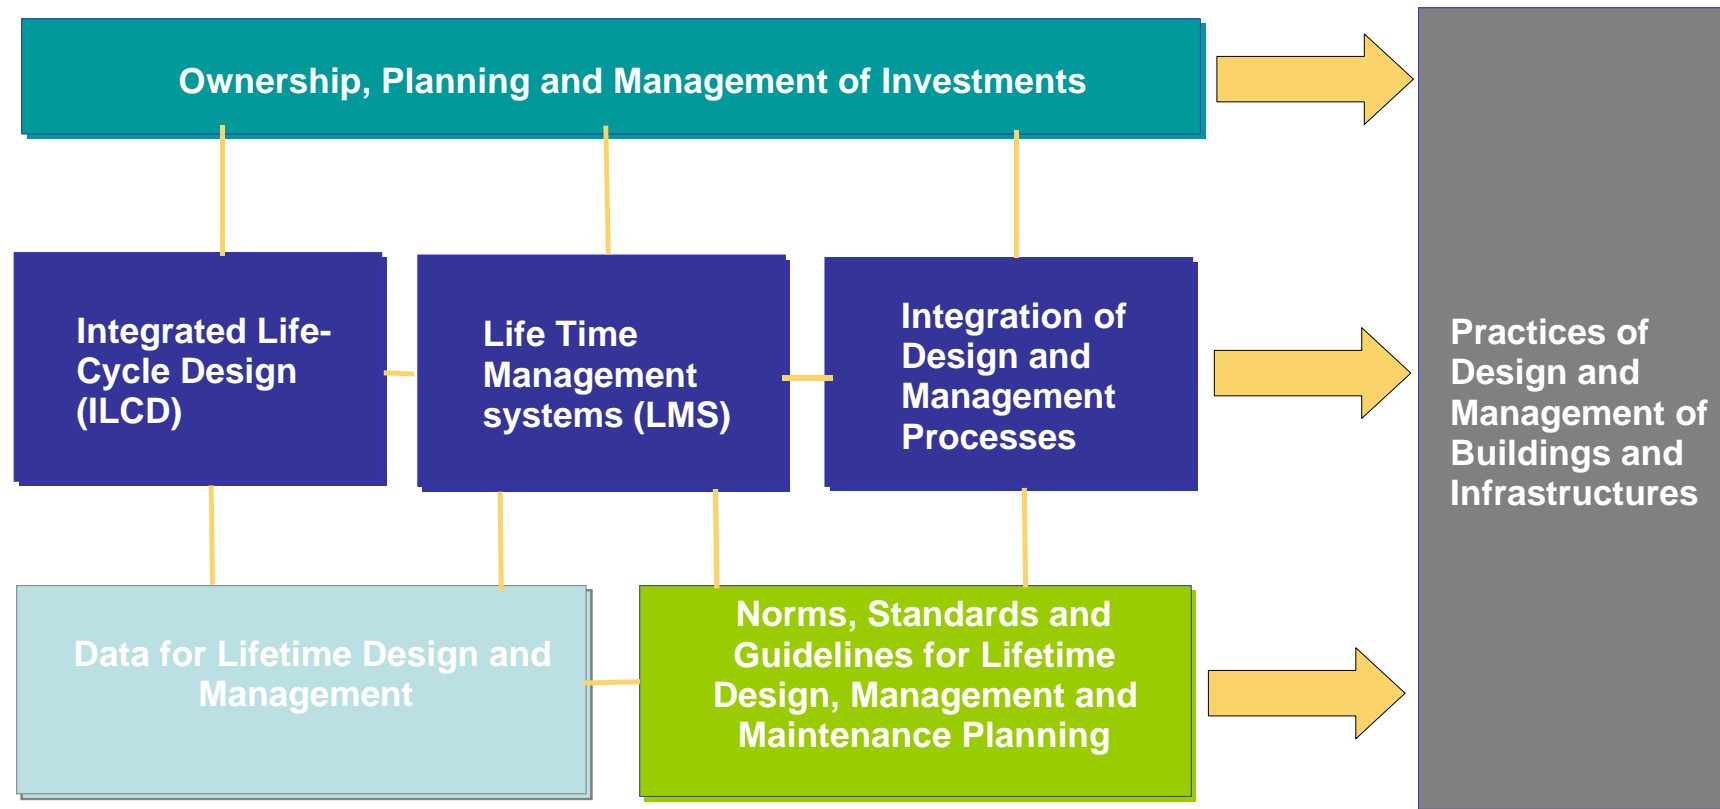 Ownership, Planning and Management of Investments
Integrated Life-
Cycle Design
(ILCD)
Life Time
Management
systems (LMS)
Integration of
Design and
Management
Processes
Practices of
Design and
Management of
Buildings and
Infrastructures
Data for Lifetime Design and
Management
Norms, Standards and
Guidelines for Lifetime
Design, Management and
Maintenance Planning